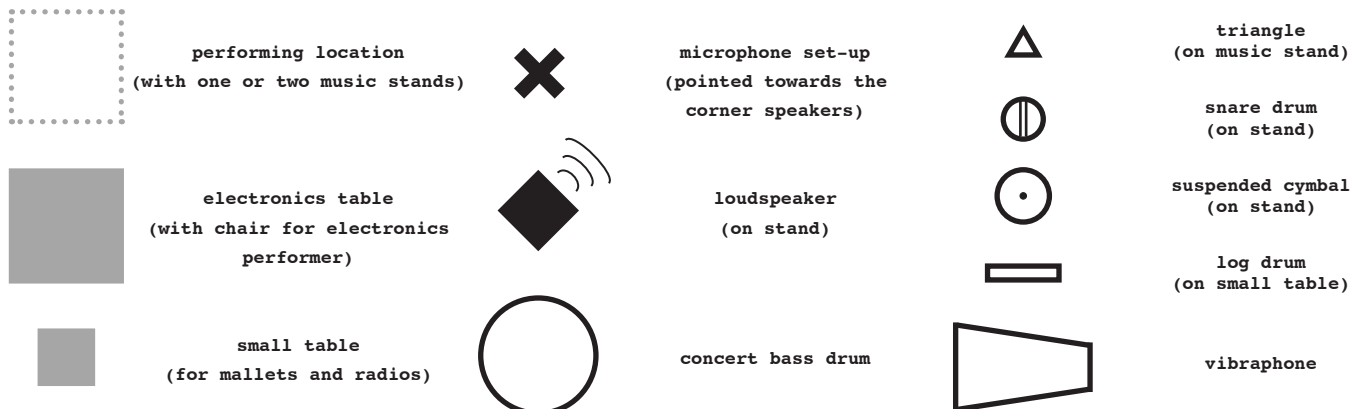 performing location
(with one or two music stands)
electronics table
(with chair for electronics
performer)
small table
(for mallets and radios)
microphone set-up
(pointed towards the
corner speakers)
loudspeaker
(on stand)
concert bass drum
triangle
(on music stand)
snare drum
(on stand)
suspended cymbal
(on stand)
log drum
(on small table)
vibraphone